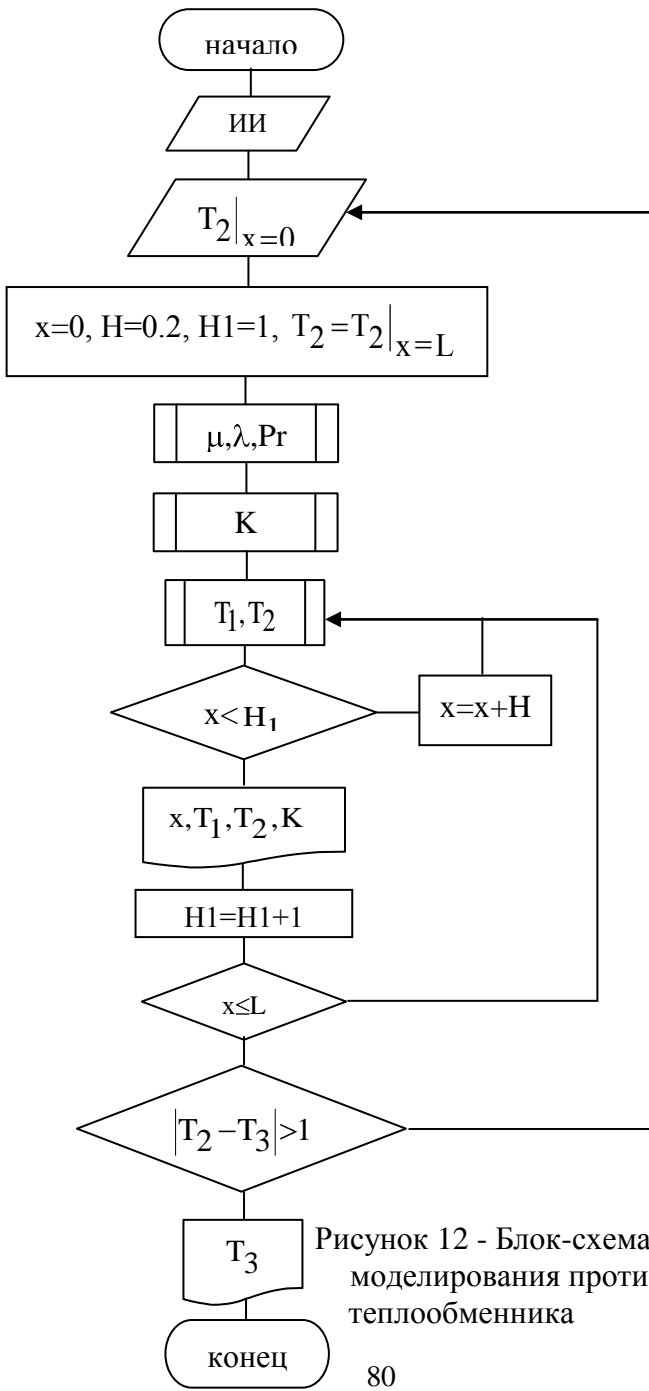 начало
ИИ
T₂|ₓ₌₀
x=0, H=0.2, H1=1, T₂=T₂|ₓ₌L
μ,λ,Pr
K
T₁,T₂
x<H₁
x=x+H
x,T₁,T₂,K
H1=H1+1
x≤L
|T₂−T₃|>1
T₃
Рисунок 12 - Блок-схема
моделирования проти
теплообменника
конец
80